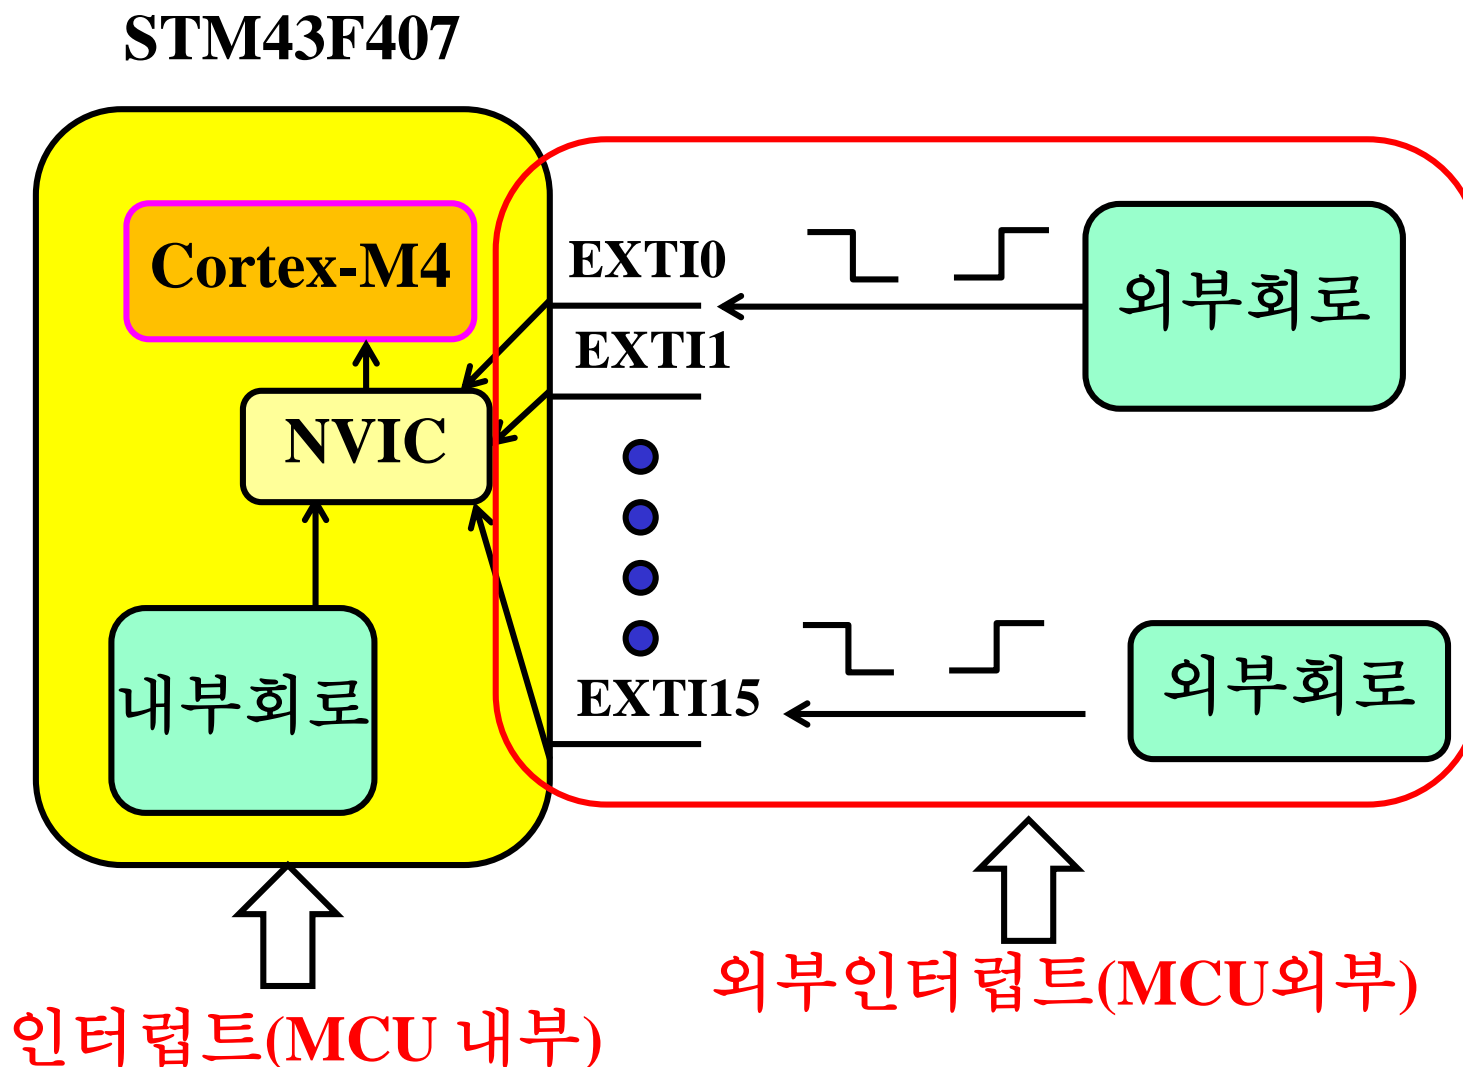 STM43F407
Cortex-M4
EXTI0
외부회로
EXTI1
NVIC
내부회로
EXTI15
외부회로
외부인터럽트(MCU외부)
인터럽트(MCU 내부)